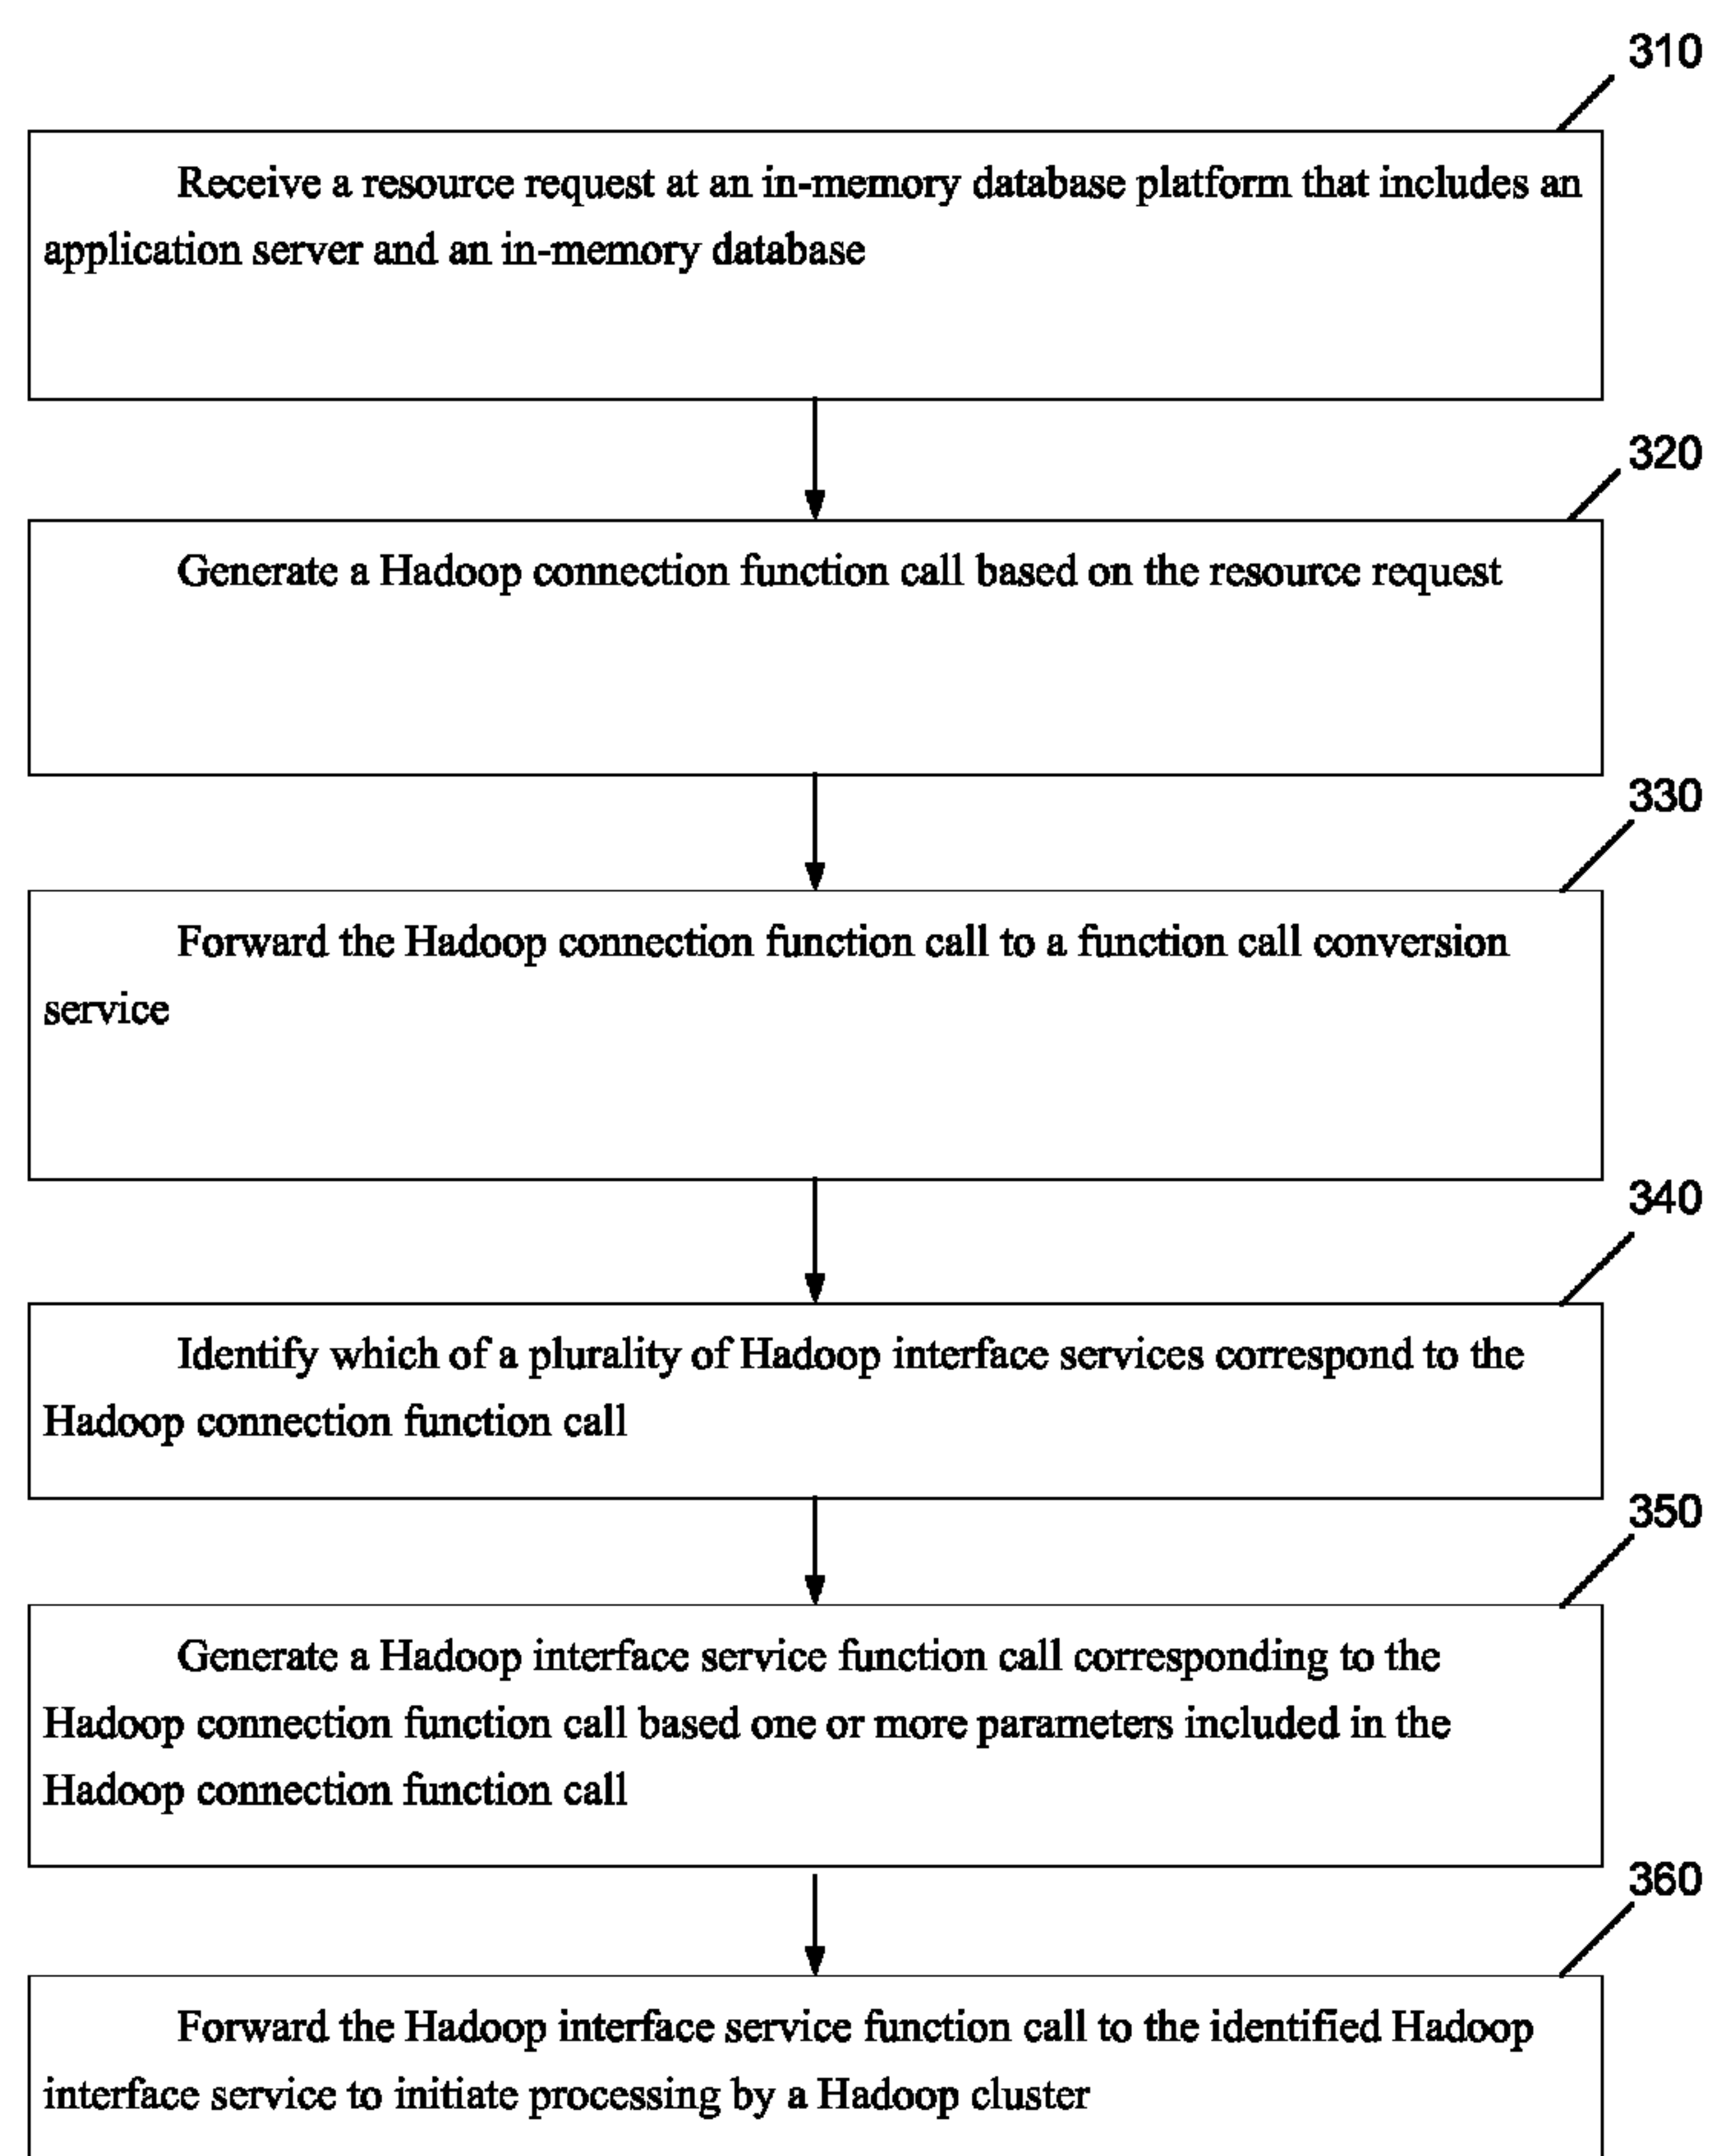 310
Receive a resource request at an in-memory database platform that includes an
application server and an in-memory database
320
Generate a Hadoop connection function call based on the resource request
330
Forward the Hadoop connection function call to a function call conversion
service
340
Identify which of a plurality of Hadoop interface services correspond to the
Hadoop connection function call
350
Generate a Hadoop interface service function call corresponding to the
Hadoop connection function call based one or more parameters included in the
Hadoop connection function call
360
Forward the Hadoop interface service function call to the identified Hadoop
interface service to initiate processing by a Hadoop cluster